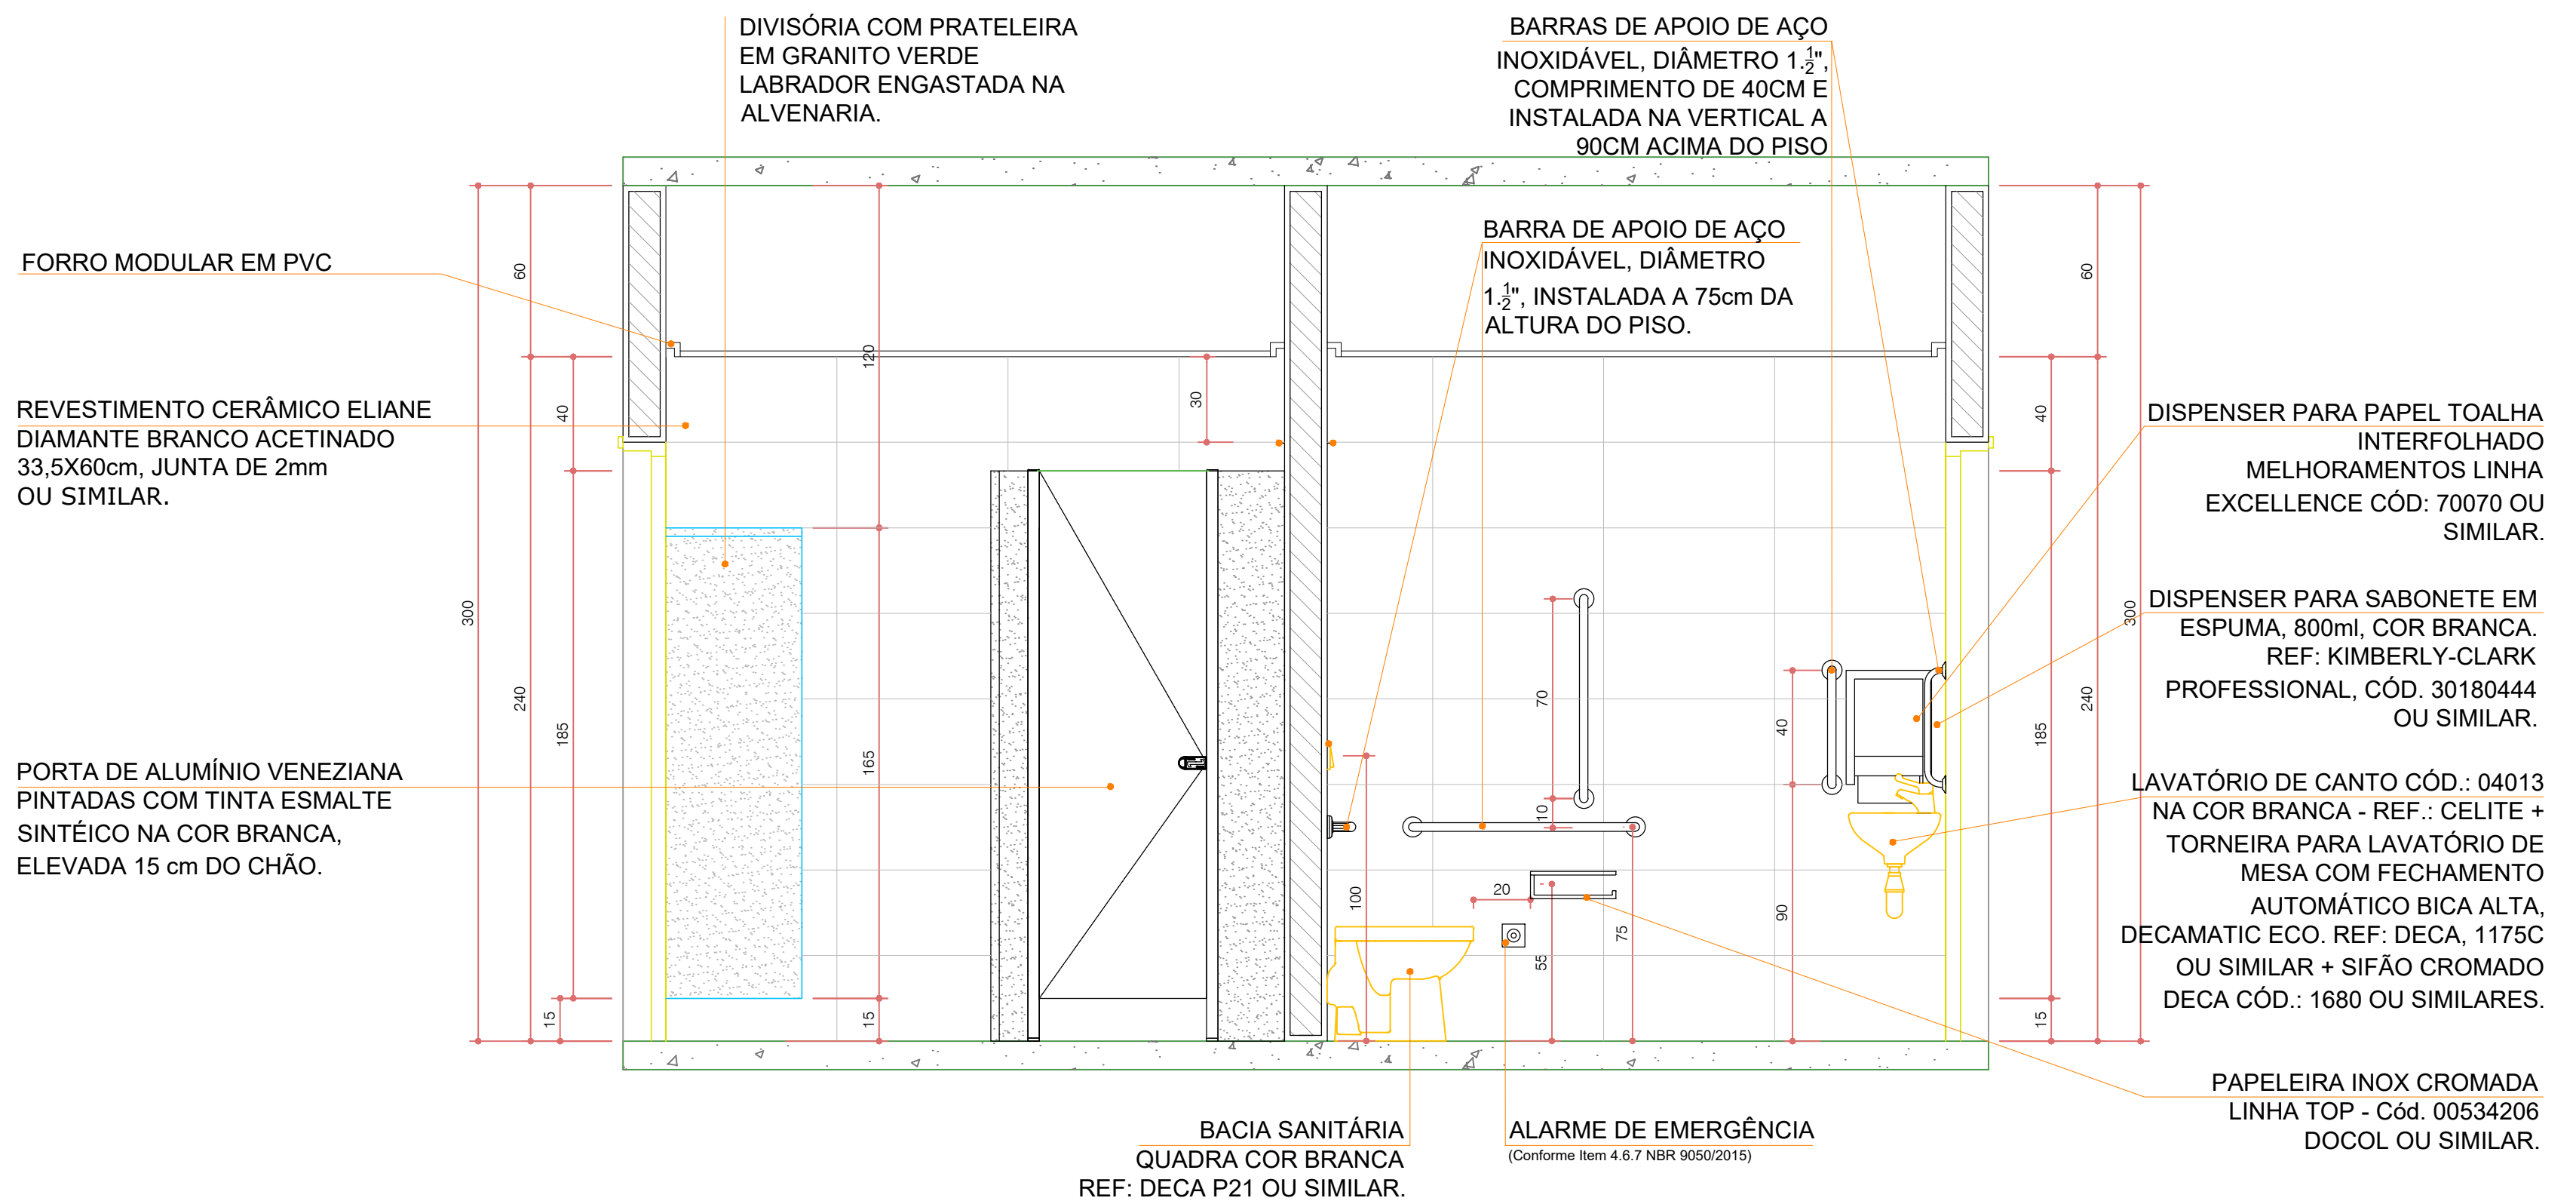 DIVISÓRIA COM PRATELEIRA
EM GRANITO VERDE
LABRADOR ENGASTADA NA
ALVENARIA.
BARRAS DE APOIO DE AÇO
INOXIDÁVEL, DIÂMETRO 1.1/2",
COMPRIMENTO DE 40CM E
INSTALADA NA VERTICAL A
90CM ACIMA DO PISO
BARRA DE APOIO DE AÇO
INOXIDÁVEL, DIÂMETRO
1.1/2", INSTALADA A 75cm DA
ALTURA DO PISO.
FORRO MODULAR EM PVC
REVESTIMENTO CERÂMICO ELIANE
DIAMANTE BRANCO ACETINADO
33,5X60cm, JUNTA DE 2mm
OU SIMILAR.
PORTA DE ALUMÍNIO VENEZIANA
PINTADAS COM TINTA ESMALTE
SINTÉICO NA COR BRANCA,
ELEVADA 15 cm DO CHÃO.
300
60
240
40
185
15
120
165
15
30
100
70
10
20
55
75
40
90
60
40
185
15
240
300
DISPENSER PARA PAPEL TOALHA
INTERFOLHADO
MELHORAMENTOS LINHA
EXCELLENCE CÓD: 70070 OU
SIMILAR.
DISPENSER PARA SABONETE EM
ESPUMA, 800ml, COR BRANCA.
REF: KIMBERLY-CLARK
PROFESSIONAL, CÓD. 30180444
OU SIMILAR.
LAVATÓRIO DE CANTO CÓD.: 04013
NA COR BRANCA - REF.: CELITE +
TORNEIRA PARA LAVATÓRIO DE
MESA COM FECHAMENTO
AUTOMÁTICO BICA ALTA,
DECAMATIC ECO. REF: DECA, 1175C
OU SIMILAR + SIFÃO CROMADO
DECA CÓD.: 1680 OU SIMILARES.
PAPELEIRA INOX CROMADA
LINHA TOP - Cód. 00534206
DOCOL OU SIMILAR.
BACIA SANITÁRIA
QUADRA COR BRANCA
REF: DECA P21 OU SIMILAR.
ALARME DE EMERGÊNCIA
(Conforme Item 4.6.7 NBR 9050/2015)